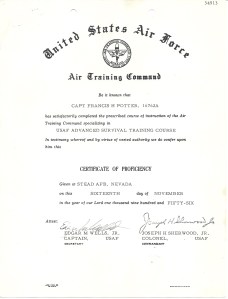 54813
United States Air Force
Air Training Command
Be it known that
CAPT FRANCIS M POTTER, 14742A
has satisfactorily completed the prescribed course of instruction of the Air
Training Command specializing in
USAF ADVANCED SURVIVAL TRAINING COURSE
In testimony whereof and by virtue of vested authority we do confer upon
him this
CERTIFICATE OF PROFICIENCY
Given at STEAD AFB, NEVADA
on this SIXTEENTH day of NOVEMBER
in the year of our Lord one thousand nine hundred and FIFTY-SIX
Attest:
EDGAR M WELLS, JR. JOSEPH H SHERWOOD, JR.
CAPTAIN, USAF COLONEL, USAF
SECRETARY COMMANDANT